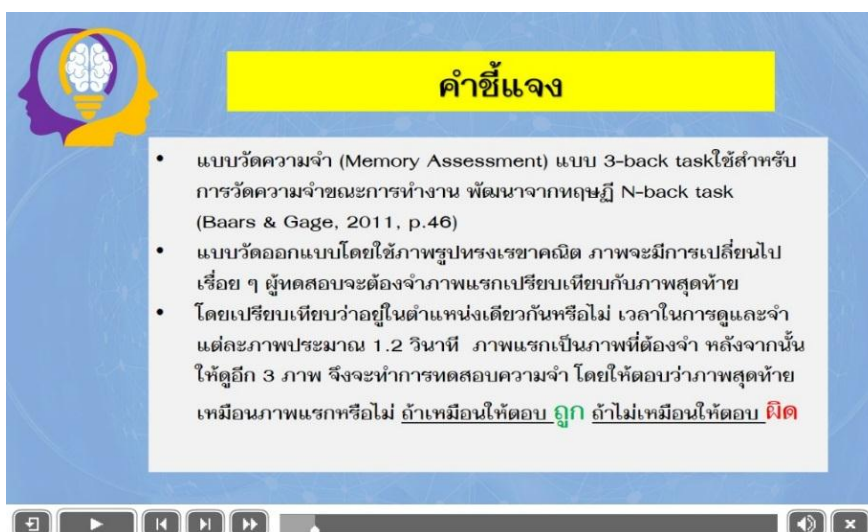 คำชี้แจง
• แบบวัดความจำ (Memory Assessment) แบบ 3-back taskใช้สำหรับ
การวัดความจำขณะการทำงาน พัฒนาจากทฤษฎี N-back task
(Baars & Gage, 2011, p.46)
• แบบวัดออกแบบโดยใช้ภาพรูปทรงเรขาคณิต ภาพจะมีการเปลี่ยนไป
เรื่อย ๆ ผู้ทดสอบจะต้องจำภาพแรกเปรียบเทียบกับภาพสุดท้าย
• โดยเปรียบเทียบว่าอยู่ในตำแหน่งเดียวกันหรือไม่ เวลาในการดูและจำ
แต่ละภาพประมาณ 1.2 วินาที ภาพแรกเป็นภาพที่ต้องจำ หลังจากนั้น
ให้ดูอีก 3 ภาพ จึงจะทำการทดสอบความจำ โดยให้ตอบว่าภาพสุดท้าย
เหมือนภาพแรกหรือไม่ ถ้าเหมือนให้ตอบ ถูก ถ้าไม่เหมือนให้ตอบ ผิด